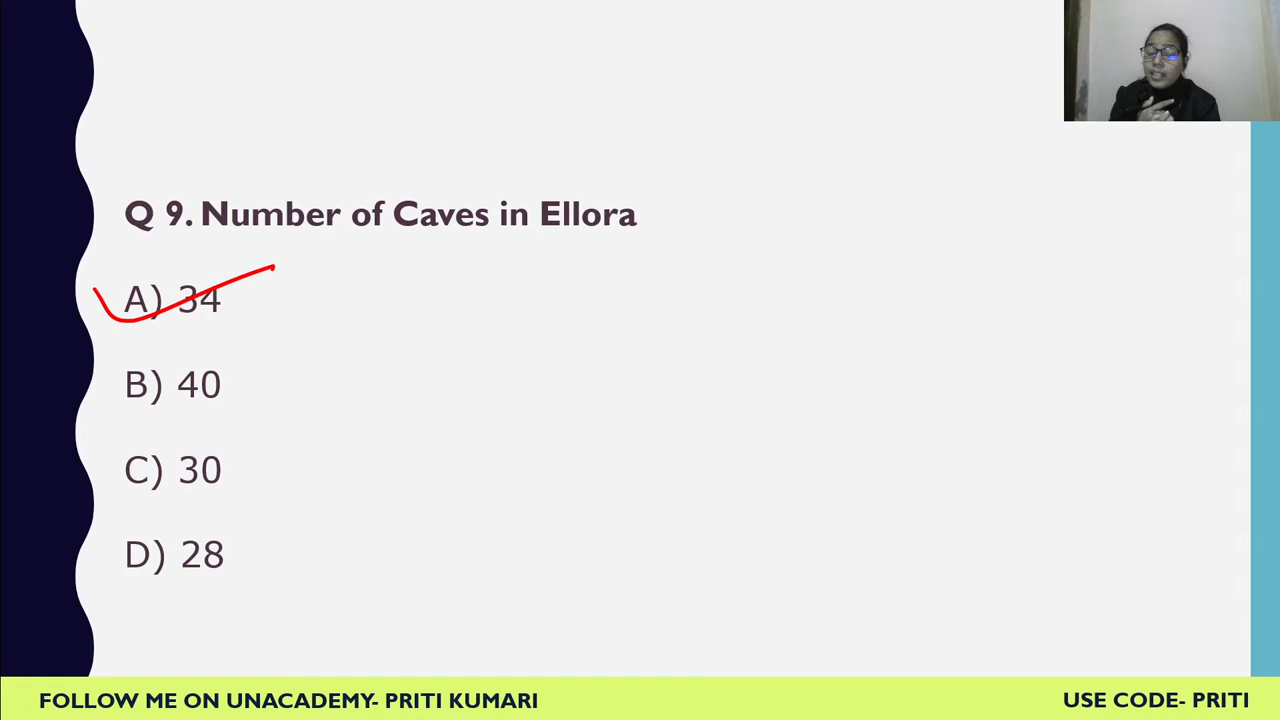 Q 9. Number of Caves in Ellora
A) 34
B) 40
C) 30
D) 28
FOLLOW ME ON UNACADEMY- PRITI KUMARI
USE CODE- PRITI